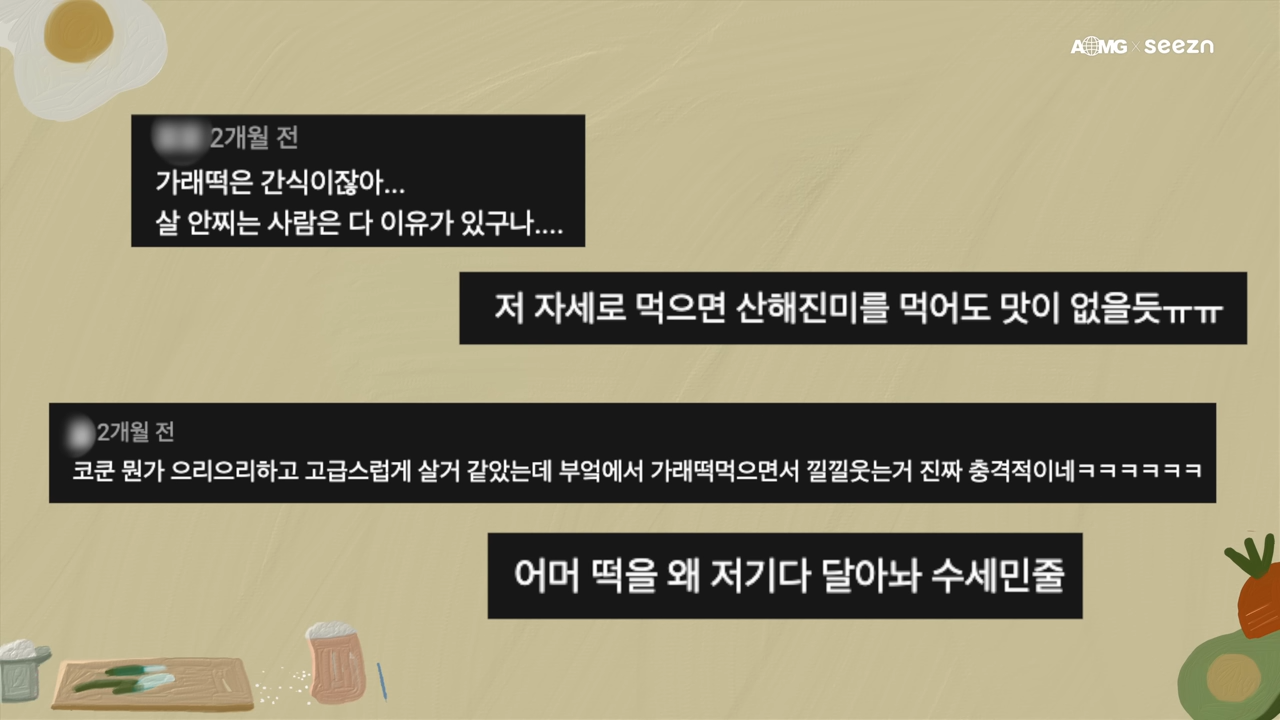 AOMG × seezn
2개월 전
가래떡은 간식이잖아...
살 안찌는 사람은 다 이유가 있구나....
저 자세로 먹으면 산해진미를 먹어도 맛이 없을듯ㅠㅠ
2개월 전
코쿤 뭔가 으리으리하고 고급스럽게 살거 같았는데 부엌에서 가래떡먹으면서 낄낄웃는거 진짜 충격적이네ㅋㅋㅋㅋㅋㅋ
어머 떡을 왜 저기다 달아놔 수세민줄